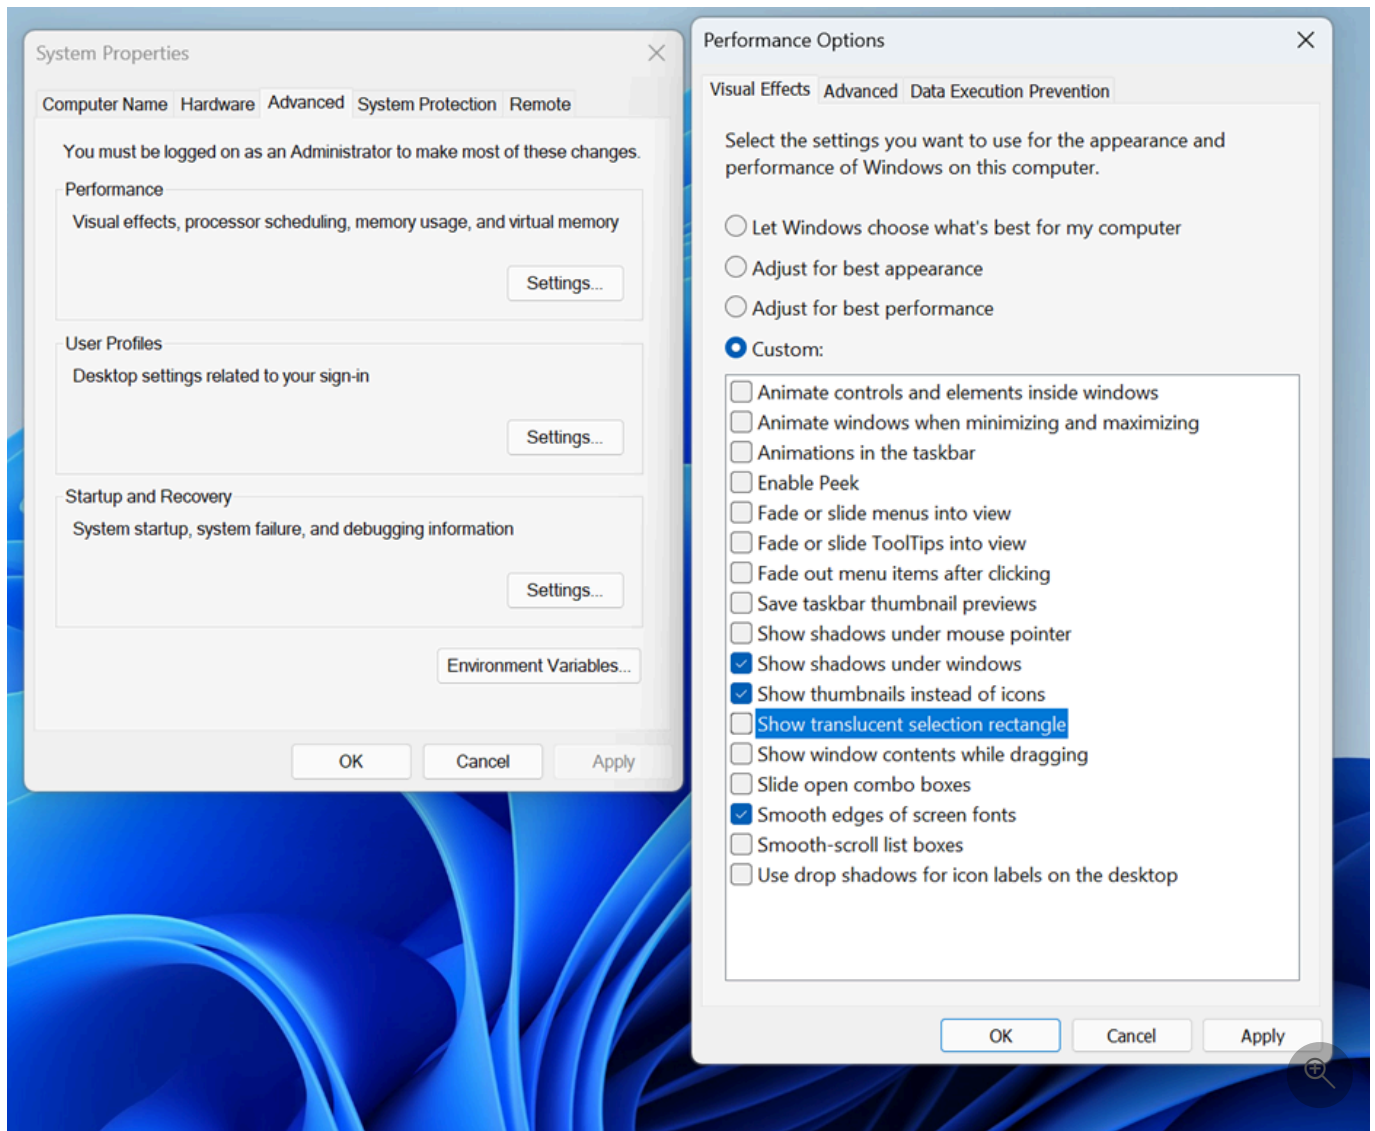 System Properties
Computer Name Hardware Advanced System Protection Remote
You must be logged on as an Administrator to make most of these changes.
Performance
Visual effects, processor scheduling, memory usage, and virtual memory
Settings...
User Profiles
Desktop settings related to your sign-in
Settings...
Startup and Recovery
System startup, system failure, and debugging information
Settings...
Environment Variables...
OK Cancel Apply
Performance Options
Visual Effects Advanced Data Execution Prevention
Select the settings you want to use for the appearance and
performance of Windows on this computer.
Let Windows choose what's best for my computer
Adjust for best appearance
Adjust for best performance
Custom:
Animate controls and elements inside windows
Animate windows when minimizing and maximizing
Animations in the taskbar
Enable Peek
Fade or slide menus into view
Fade or slide ToolTips into view
Fade out menu items after clicking
Save taskbar thumbnail previews
Show shadows under mouse pointer
Show shadows under windows
Show thumbnails instead of icons
Show translucent selection rectangle
Show window contents while dragging
Slide open combo boxes
Smooth edges of screen fonts
Smooth-scroll list boxes
Use drop shadows for icon labels on the desktop
OK Cancel Apply